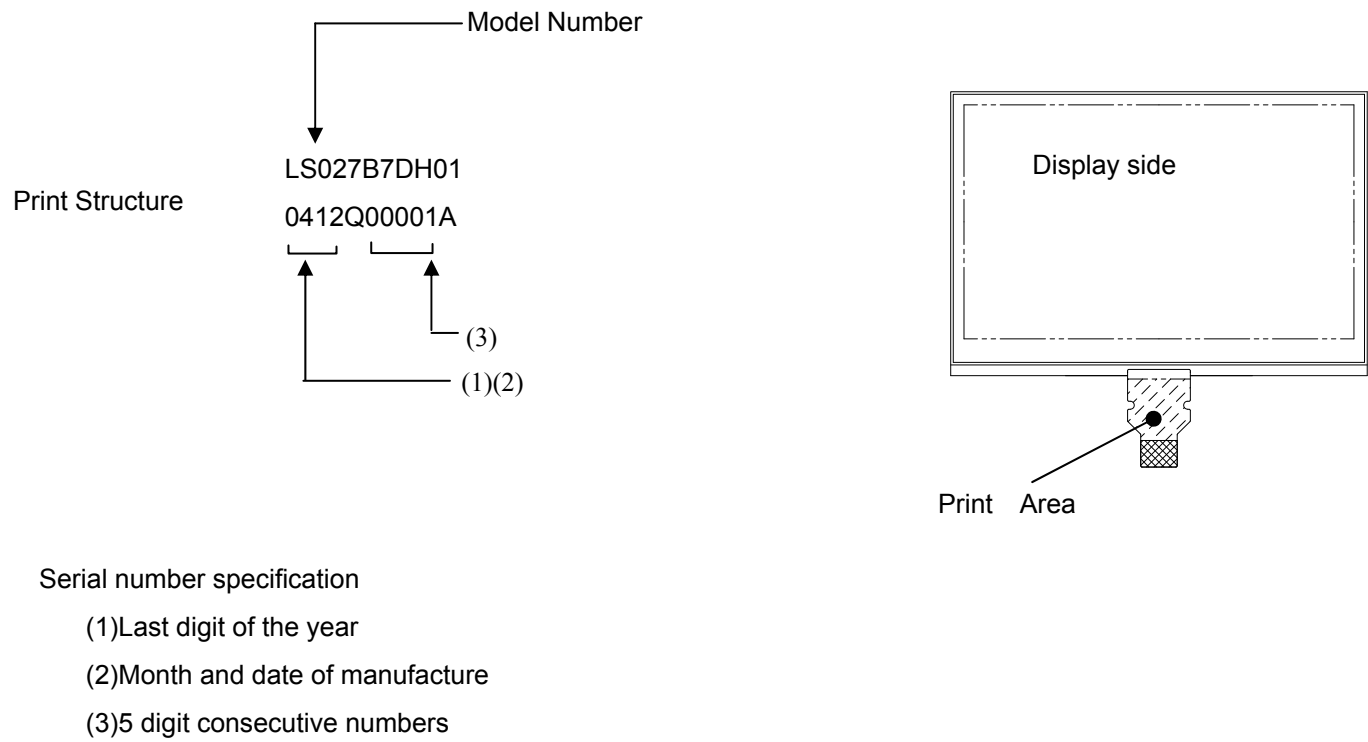 Model Number
LS027B7DH01
Print Structure
0412Q00001A
(3)
(1)(2)
Display side
Print Area
Serial number specification
(1)Last digit of the year
(2)Month and date of manufacture
(3)5 digit consecutive numbers